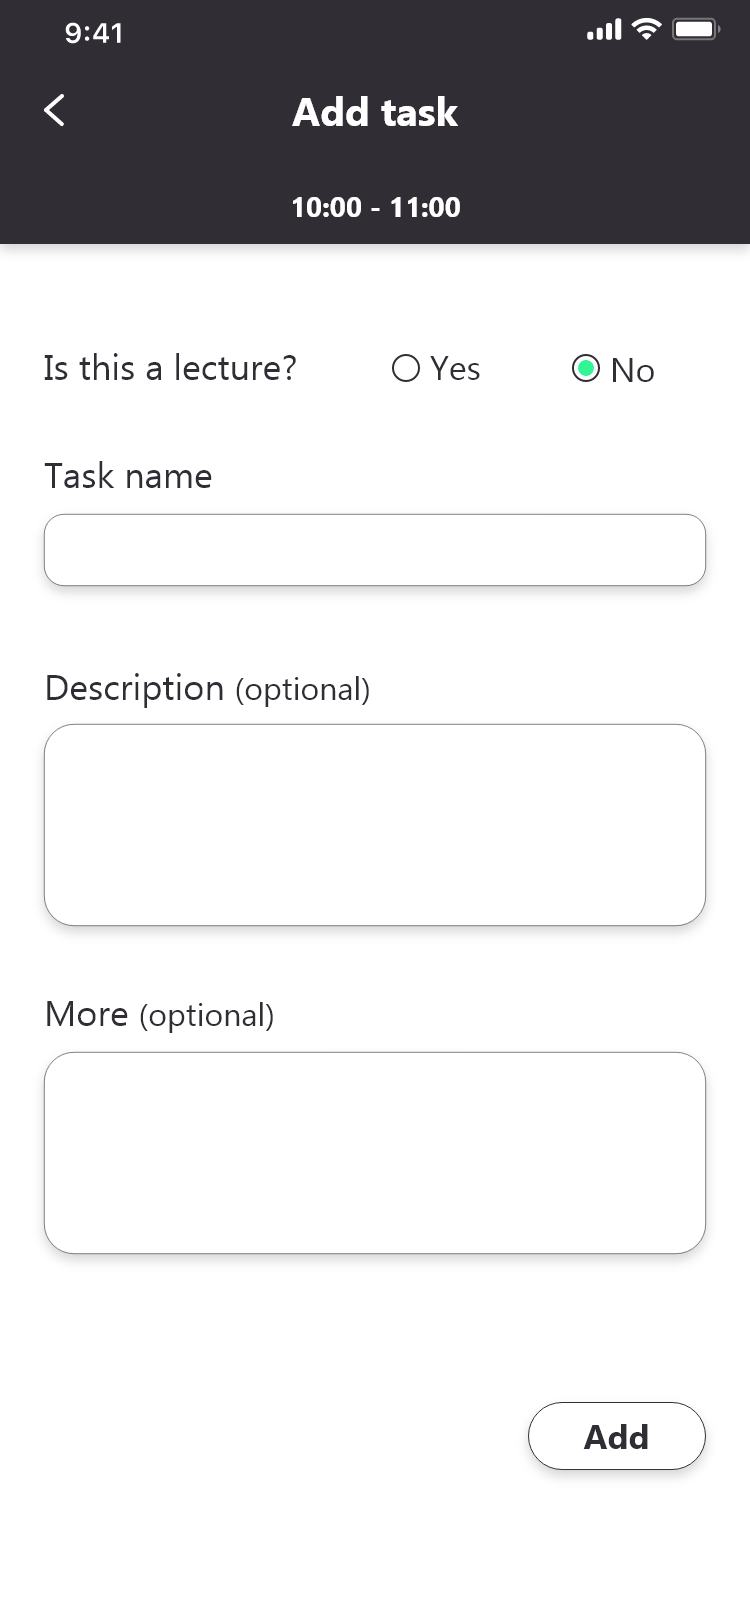 9:41
Add task
10:00 - 11:00
Is this a lecture? Yes No
Task name
Description (optional)
More (optional)
Add